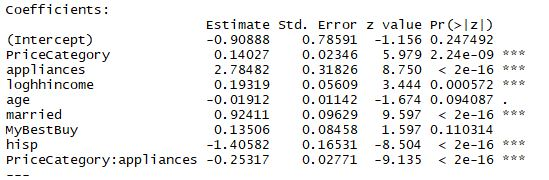 Coefficients:
Estimate Std. Error z value Pr(>|z|)
(Intercept) -0.90888 0.78591 -1.156 0.247492
PriceCategory 0.14027 0.02346 5.979 2.24e-09 ***
appliances 2.78482 0.31826 8.750 < 2e-16 ***
loghhincome 0.19319 0.05609 3.444 0.000572 ***
age -0.01912 0.01142 -1.674 0.094087 .
married 0.92411 0.09629 9.597 < 2e-16 ***
MyBestBuy 0.13506 0.08458 1.597 0.110314
hisp -1.40582 0.16531 -8.504 < 2e-16 ***
PriceCategory:appliances -0.25317 0.02771 -9.135 < 2e-16 ***
---